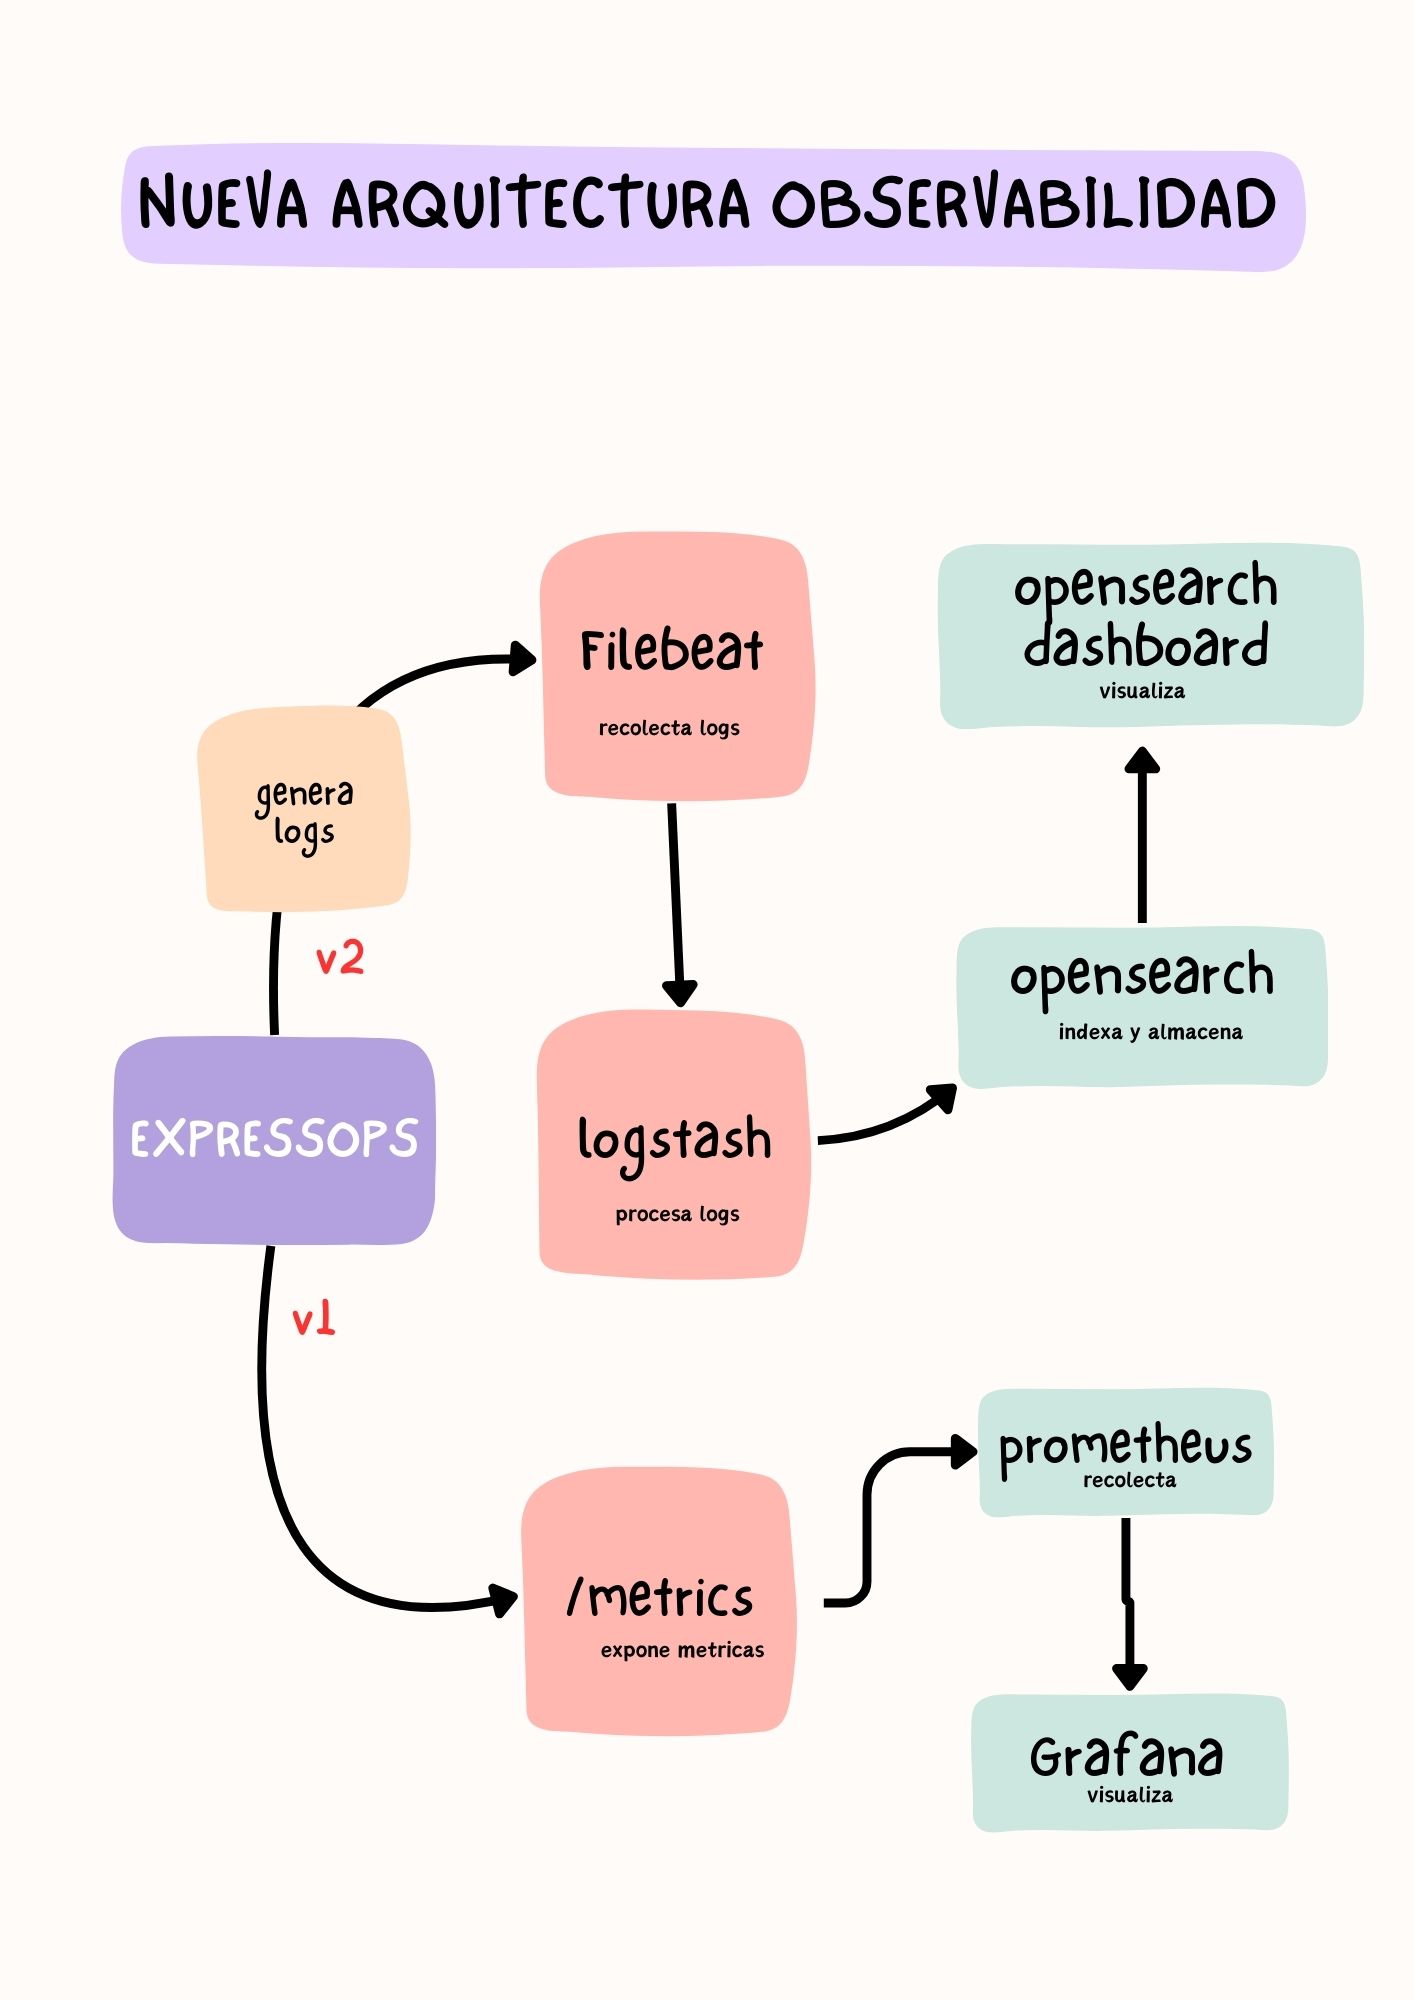 NUEVA ARQUITECTURA OBSERVABILIDAD
Filebeat
recolecta logs
opensearch
dashboard
visualiza
genera
logs
v2
opensearch
indexa y almacena
EXPRESSOPS
logstash
procesa logs
v1
prometheus
recolecta
/metrics
expone metricas
Grafana
visualiza